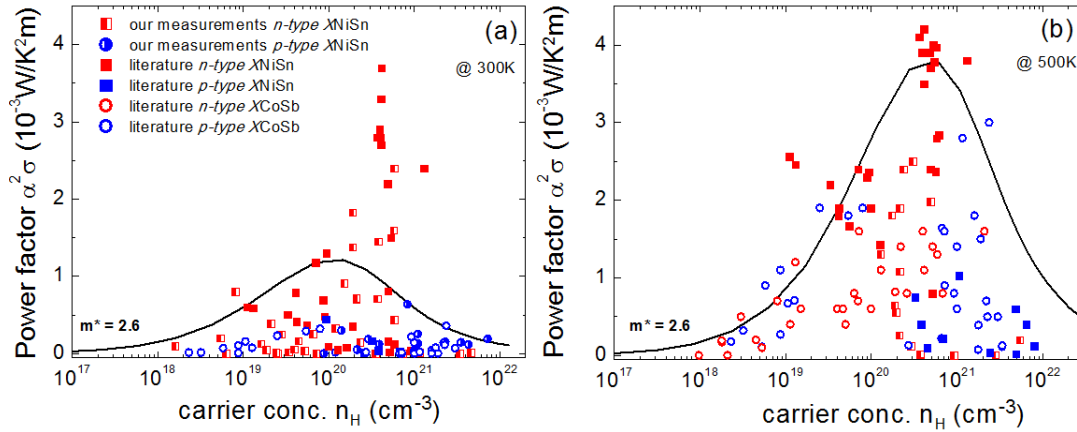 our measurements n-type XNiSn
our measurements p-type XNiSn
literature n-type XNiSn
literature p-type XNiSn
literature n-type XCoSb
literature p-type XCoSb
(a)
@ 300K
m* = 2.6
Power factor α²σ (10⁻³W/K²m)
4
3
2
1
0
10¹⁷ 10¹⁸ 10¹⁹ 10²⁰ 10²¹ 10²²
carrier conc. n_H (cm⁻³)
(b)
@ 500K
m* = 2.6
Power factor α²σ (10⁻³W/K²m)
4
3
2
1
0
10¹⁷ 10¹⁸ 10¹⁹ 10²⁰ 10²¹ 10²²
carrier conc. n_H (cm⁻³)